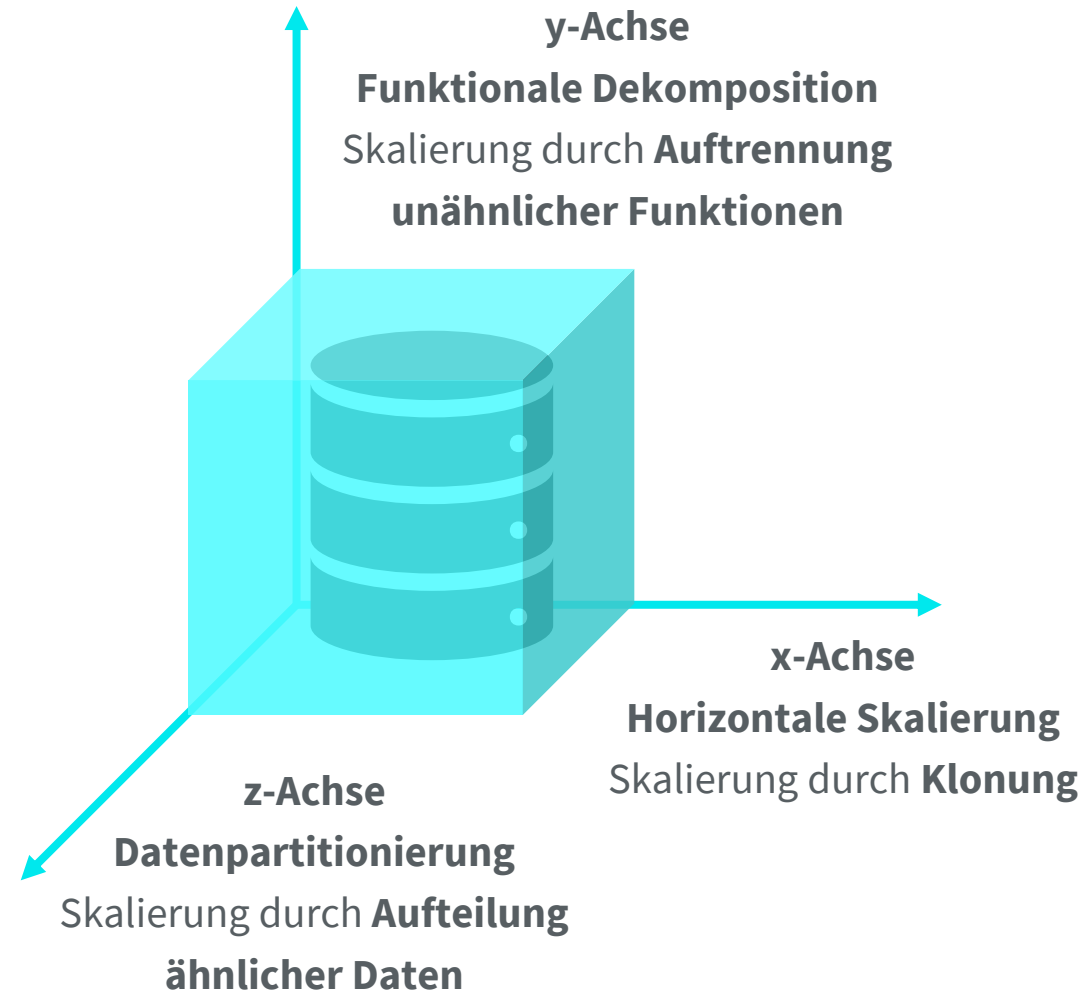 y-Achse
Funktionale Dekomposition
Skalierung durch Auftrennung
unähnlicher Funktionen
x-Achse
Horizontale Skalierung
Skalierung durch Klonung
z-Achse
Datenpartitionierung
Skalierung durch Aufteilung
ähnlicher Daten